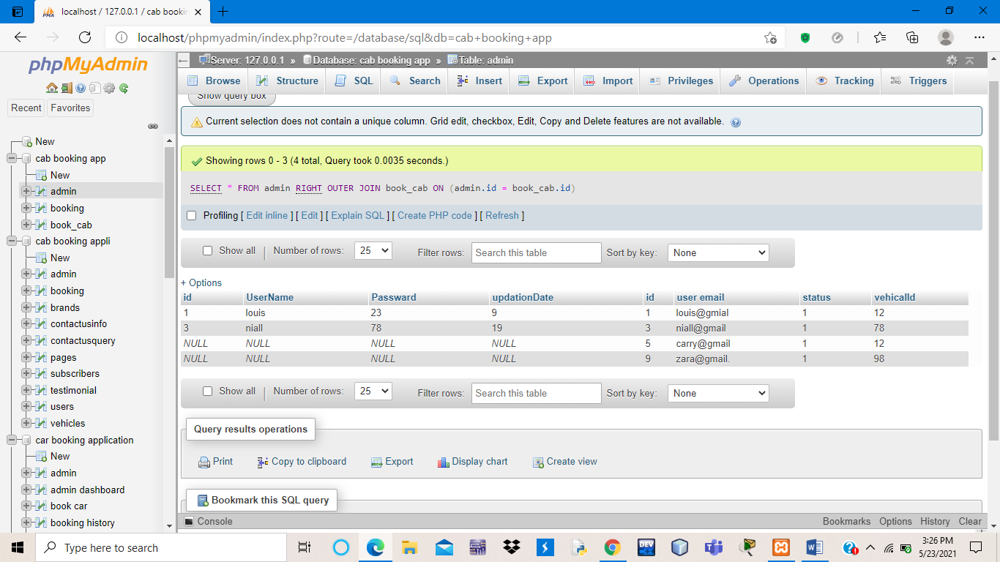 localhost / 127.0.0.1 / cab bookin
localhost/phpmyadmin/index.php?route=/database/sql&db=cab+booking+app
phpMyAdmin
Recent Favorites
New
cab booking app
New
admin
booking
book_cab
cab booking appli
New
admin
booking
brands
contactusinfo
contactusquery
pages
subscribers
testimonial
users
vehicles
car booking application
New
admin
admin dashboard
book car
booking history
Server: 127.0.0.1 » Database: cab booking app » Table: admin
Browse Structure SQL Search Insert Export Import Privileges Operations Tracking Triggers
Show query box
Current selection does not contain a unique column. Grid edit, checkbox, Edit, Copy and Delete features are not available.
Showing rows 0 - 3 (4 total, Query took 0.0035 seconds.)
SELECT * FROM admin RIGHT OUTER JOIN book_cab ON (admin.id = book_cab.id)
Profiling [ Edit inline ] [ Edit ] [ Explain SQL ] [ Create PHP code ] [ Refresh ]
Show all Number of rows: 25 Filter rows: Search this table Sort by key: None
+ Options
id UserName Passward updationDate id user email status vehicalId
1 louis 23 9 1 louis@gmial 1 12
3 niall 78 19 3 niall@gmail 1 78
NULL NULL NULL NULL 5 carry@gmail 1 12
NULL NULL NULL NULL 9 zara@gmail. 1 98
Show all Number of rows: 25 Filter rows: Search this table Sort by key: None
Query results operations
Print Copy to clipboard Export Display chart Create view
Bookmark this SQL query
Console Bookmarks Options History Clear
Type here to search
DEV
3:26 PM
5/23/2021